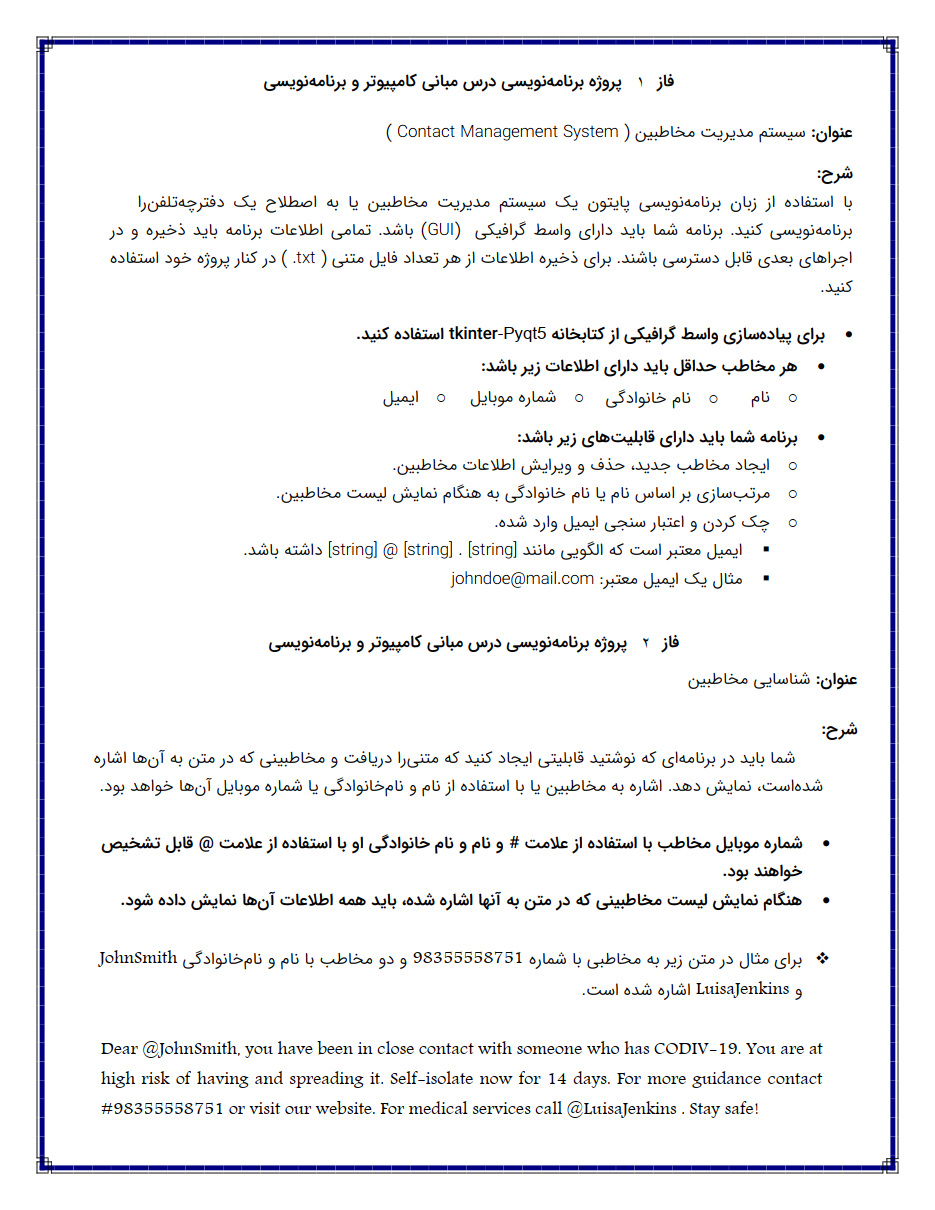 فاز ۱ پروژه برنامه‌نویسی درس مبانی کامپیوتر و برنامه‌نویسی
عنوان: سیستم مدیریت مخاطبین ( Contact Management System )
شرح:
با استفاده از زبان برنامه‌نویسی پایتون یک سیستم مدیریت مخاطبین یا به اصطلاح یک دفترچه‌تلفن‌را
برنامه‌نویسی کنید. برنامه شما باید دارای واسط گرافیکی (GUI) باشد. تمامی اطلاعات برنامه باید ذخیره و در
اجراهای بعدی قابل دسترسی باشند. برای ذخیره اطلاعات از هر تعداد فایل متنی ( txt. ) در کنار پروژه خود استفاده
کنید.
• برای پیاده‌سازی واسط گرافیکی از کتابخانه tkinter-Pyqt5 استفاده کنید.
• هر مخاطب حداقل باید دارای اطلاعات زیر باشد:
○ نام ○ نام خانوادگی ○ شماره موبایل ○ ایمیل
• برنامه شما باید دارای قابلیت‌های زیر باشد:
○ ایجاد مخاطب جدید، حذف و ویرایش اطلاعات مخاطبین.
○ مرتب‌سازی بر اساس نام یا نام خانوادگی به هنگام نمایش لیست مخاطبین.
○ چک کردن و اعتبار سنجی ایمیل وارد شده.
▪ ایمیل معتبر است که الگویی مانند [string] @ [string] . [string] داشته باشد.
▪ مثال یک ایمیل معتبر: johndoe@mail.com
فاز ۲ پروژه برنامه‌نویسی درس مبانی کامپیوتر و برنامه‌نویسی
عنوان: شناسایی مخاطبین
شرح:
شما باید در برنامه‌ای که نوشتید قابلیتی ایجاد کنید که متنی‌را دریافت و مخاطبینی که در متن به آن‌ها اشاره
شده‌است، نمایش دهد. اشاره به مخاطبین یا با استفاده از نام و نام‌خانوادگی یا شماره موبایل آن‌ها خواهد بود.
• شماره موبایل مخاطب با استفاده از علامت # و نام و نام خانوادگی او با استفاده از علامت @ قابل تشخیص
خواهند بود.
• هنگام نمایش لیست مخاطبینی که در متن به آنها اشاره شده، باید همه اطلاعات آن‌ها نمایش داده شود.
❖ برای مثال در متن زیر به مخاطبی با شماره 98355558751 و دو مخاطب با نام و نام‌خانوادگی JohnSmith
و LuisaJenkins اشاره شده است.
Dear @JohnSmith, you have been in close contact with someone who has CODIV-19. You are at
high risk of having and spreading it. Self-isolate now for 14 days. For more guidance contact
#98355558751 or visit our website. For medical services call @LuisaJenkins . Stay safe!